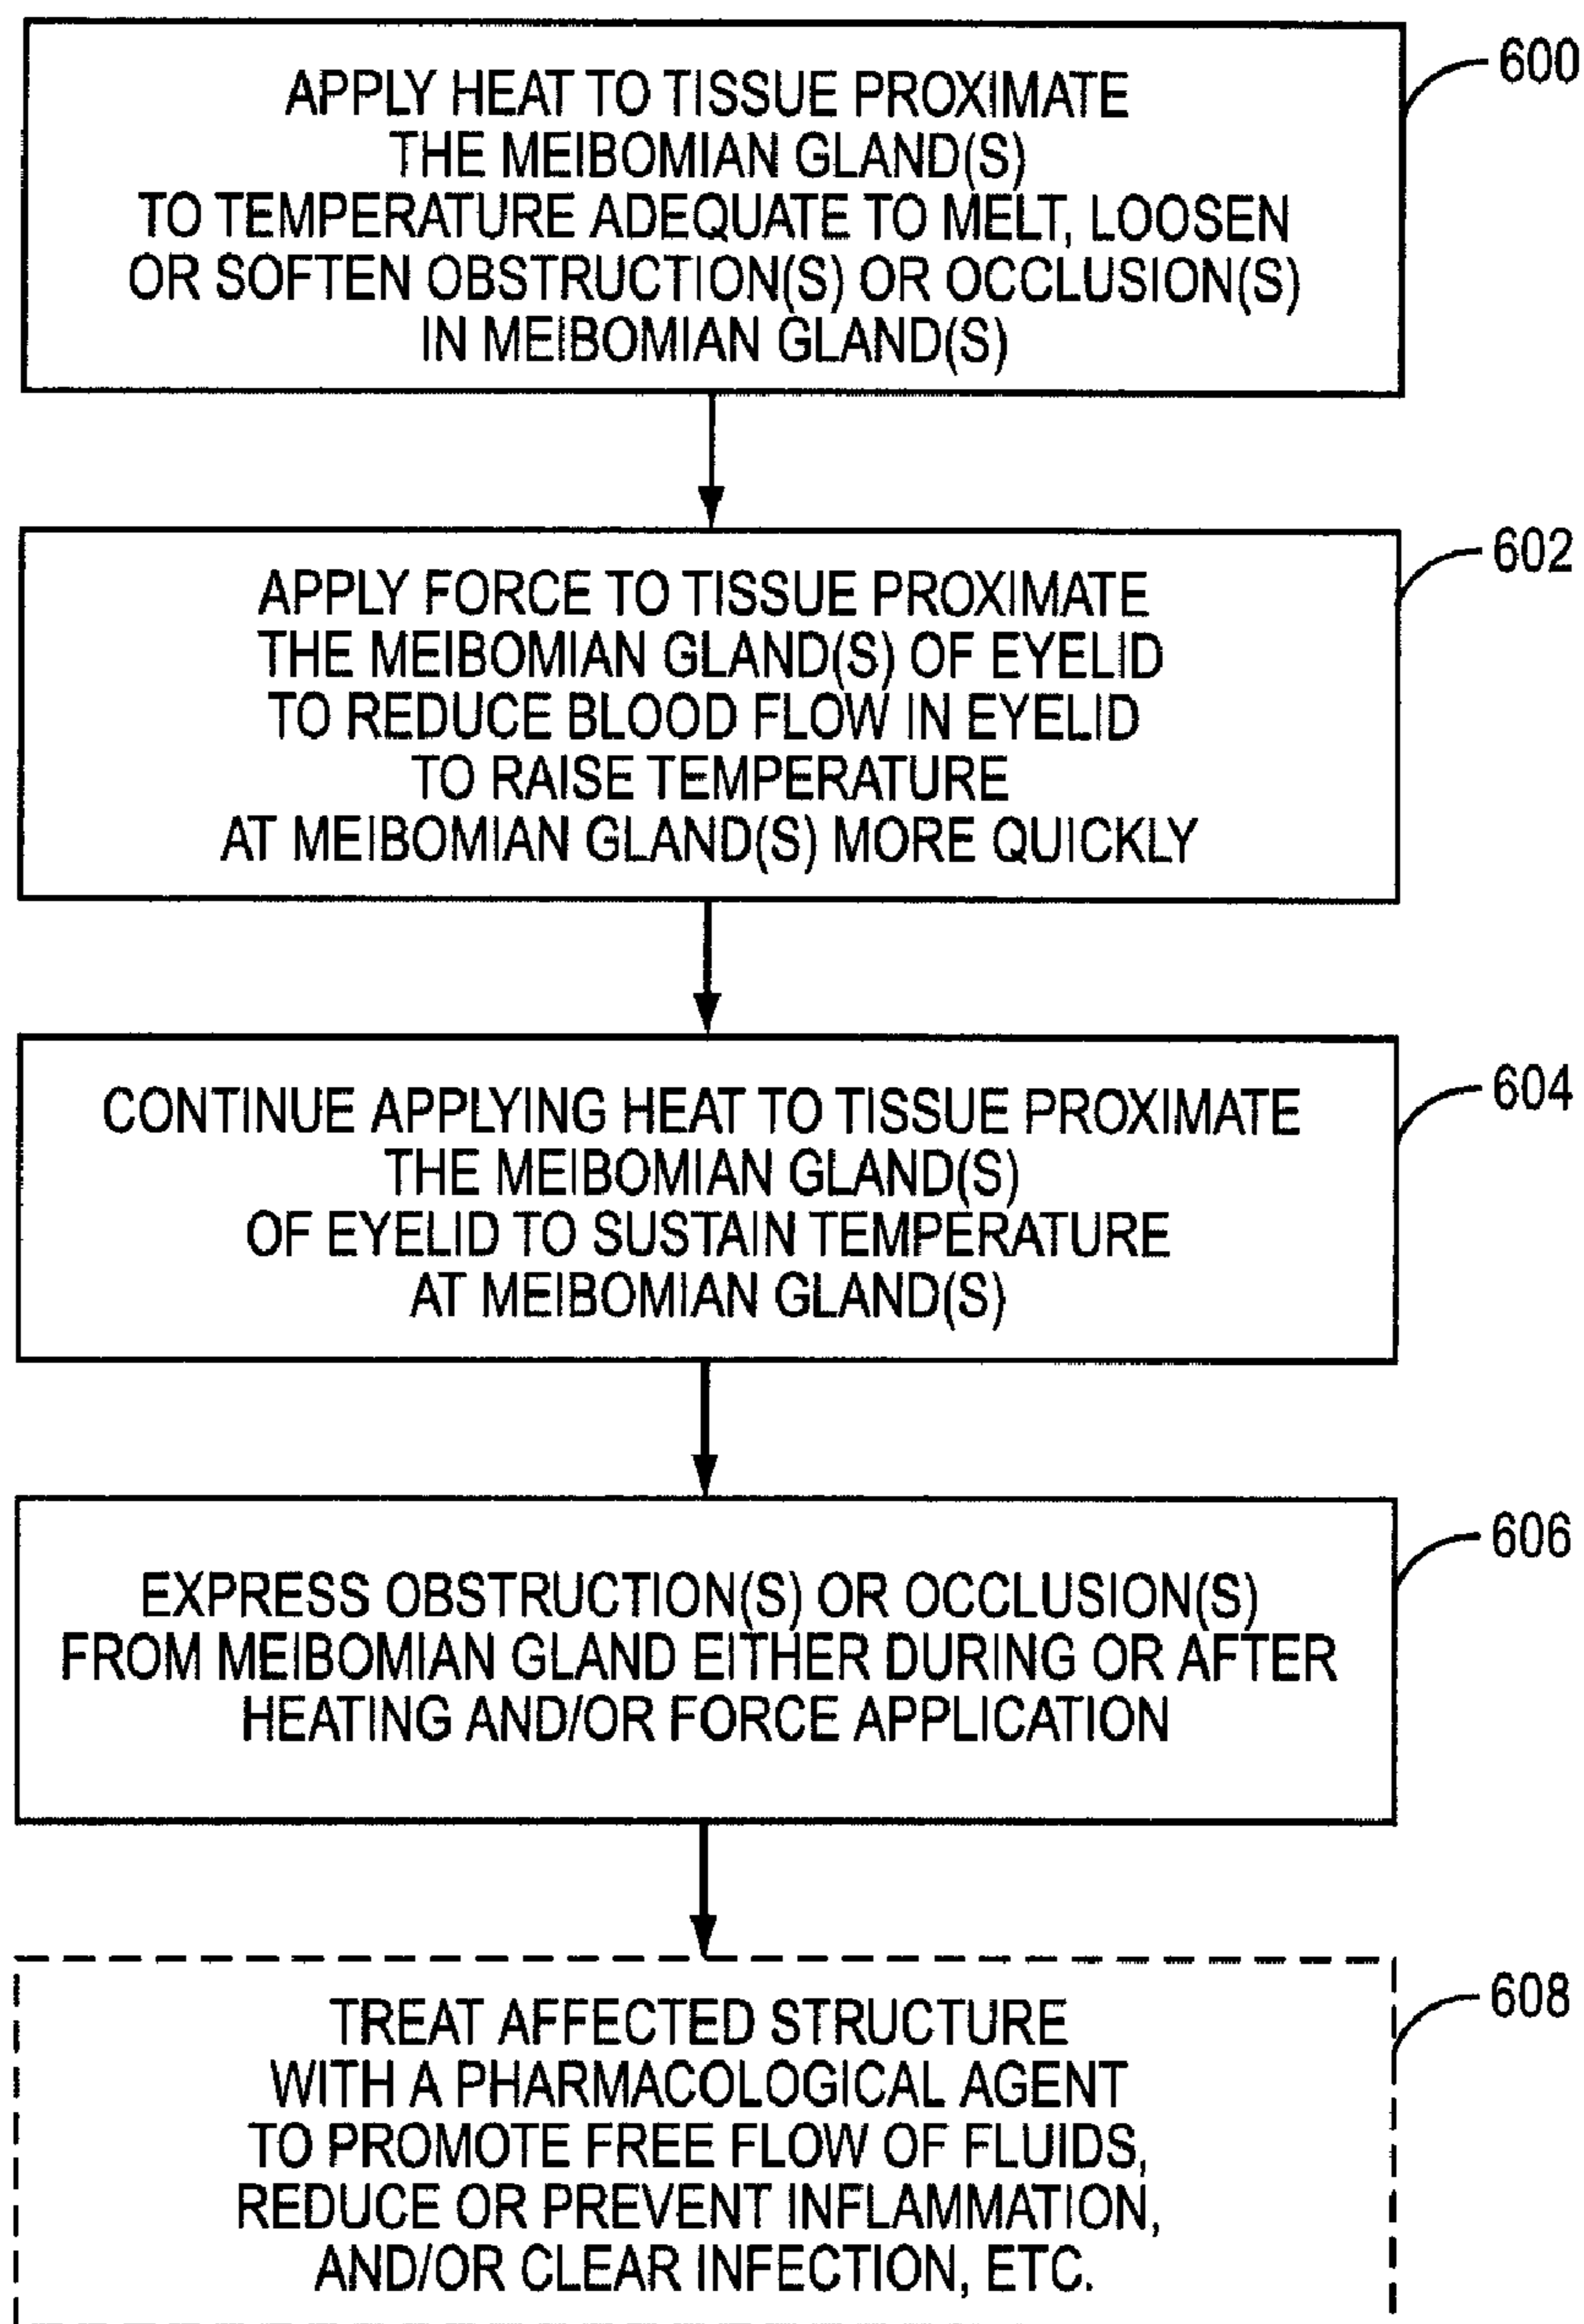 600
APPLY HEAT TO TISSUE PROXIMATE
THE MEIBOMIAN GLAND(S)
TO TEMPERATURE ADEQUATE TO MELT, LOOSEN
OR SOFTEN OBSTRUCTION(S) OR OCCLUSION(S)
IN MEIBOMIAN GLAND(S)
602
APPLY FORCE TO TISSUE PROXIMATE
THE MEIBOMIAN GLAND(S) OF EYELID
TO REDUCE BLOOD FLOW IN EYELID
TO RAISE TEMPERATURE
AT MEIBOMIAN GLAND(S) MORE QUICKLY
604
CONTINUE APPLYING HEAT TO TISSUE PROXIMATE
THE MEIBOMIAN GLAND(S)
OF EYELID TO SUSTAIN TEMPERATURE
AT MEIBOMIAN GLAND(S)
606
EXPRESS OBSTRUCTION(S) OR OCCLUSION(S)
FROM MEIBOMIAN GLAND EITHER DURING OR AFTER
HEATING AND/OR FORCE APPLICATION
608
TREAT AFFECTED STRUCTURE
WITH A PHARMACOLOGICAL AGENT
TO PROMOTE FREE FLOW OF FLUIDS,
REDUCE OR PREVENT INFLAMMATION,
AND/OR CLEAR INFECTION, ETC.